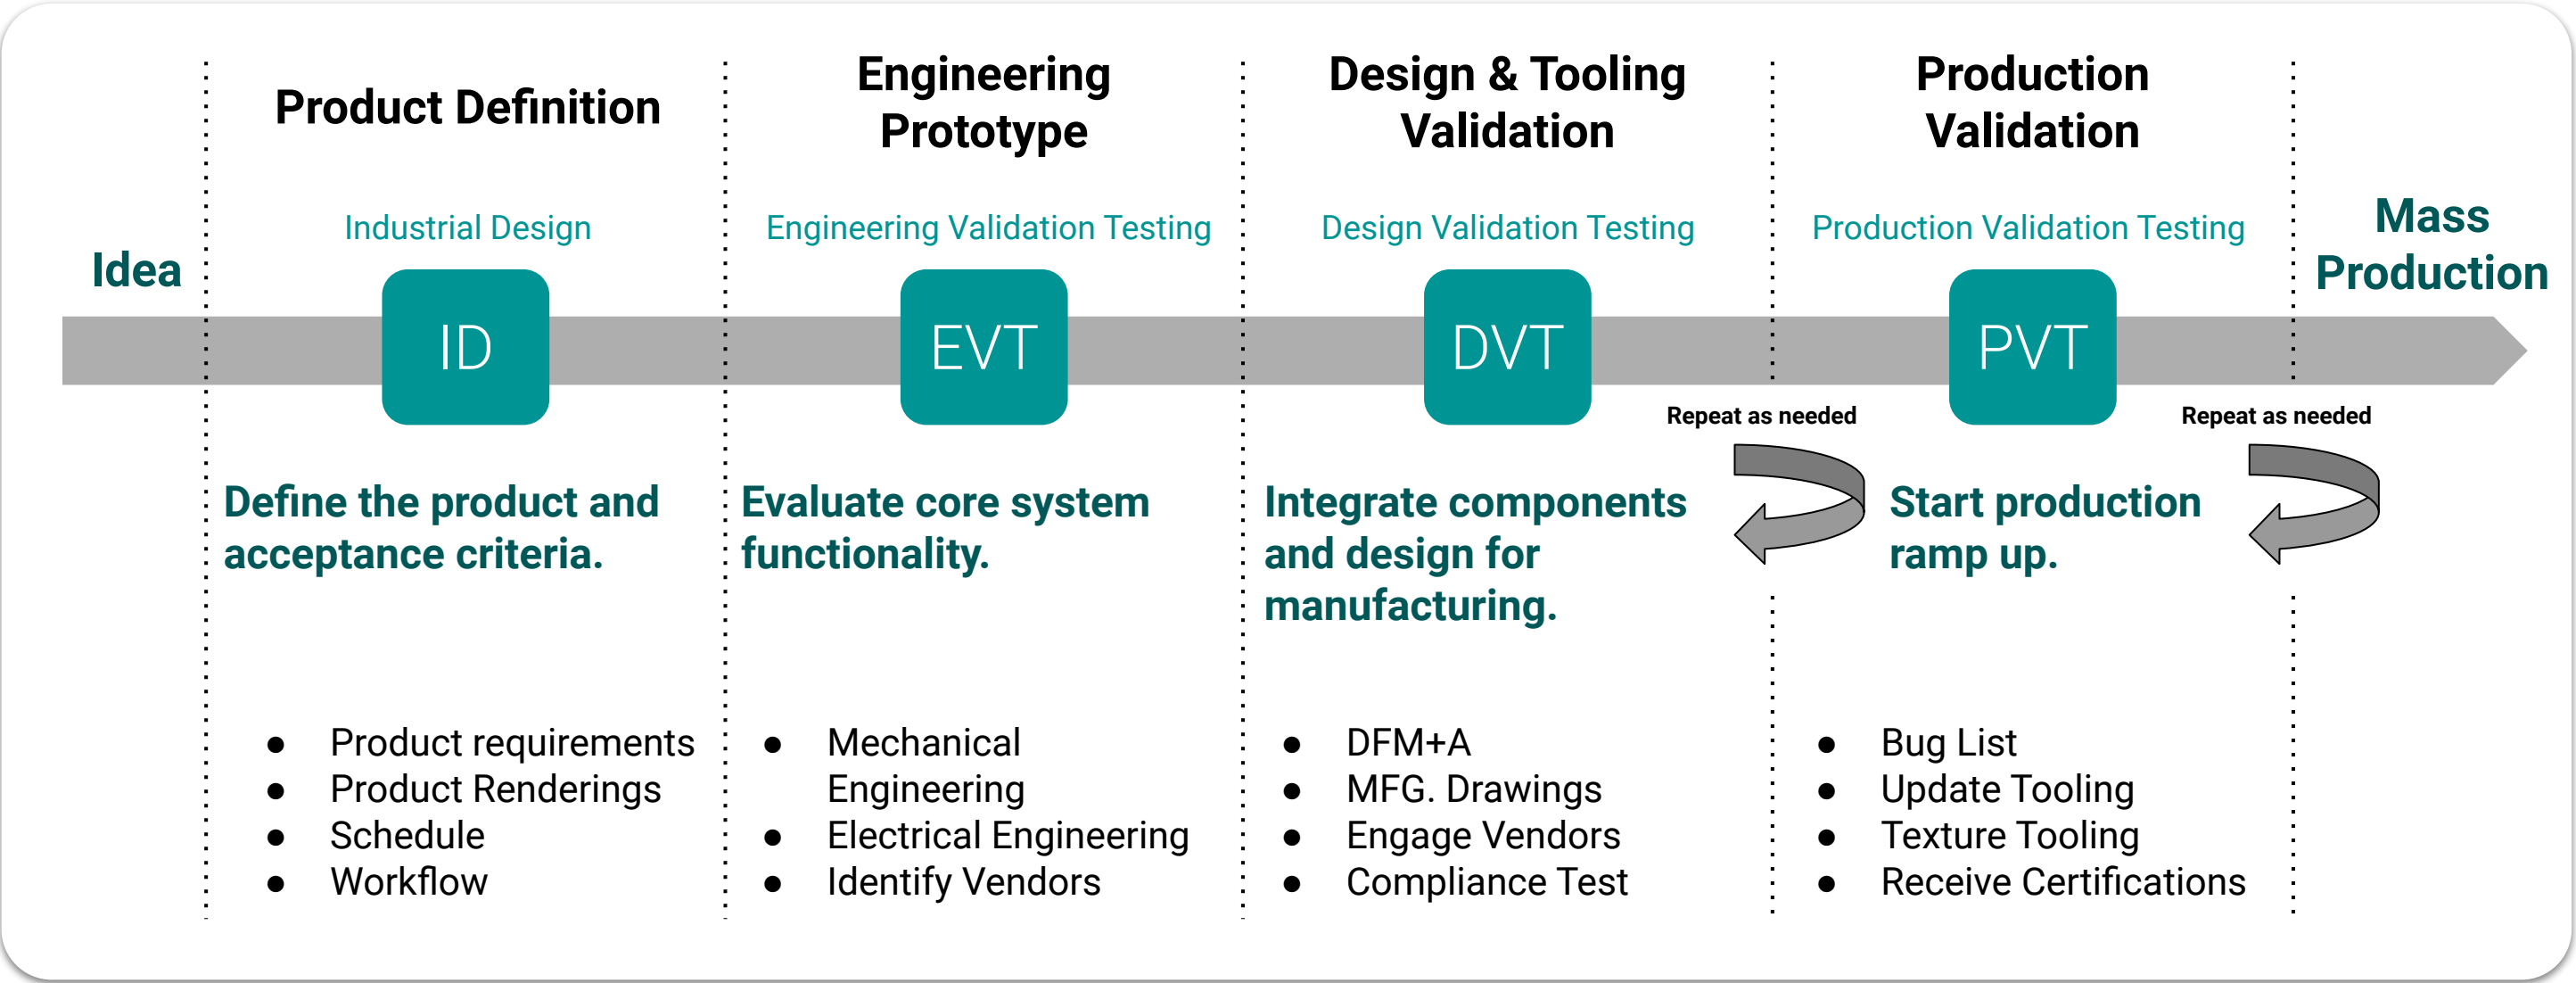 Idea
Product Definition
Industrial Design
ID
Define the product and
acceptance criteria.
● Product requirements
● Product Renderings
● Schedule
● Workflow
Engineering
Prototype
Engineering Validation Testing
EVT
Evaluate core system
functionality.
● Mechanical
Engineering
● Electrical Engineering
● Identify Vendors
Design & Tooling
Validation
Design Validation Testing
DVT
Repeat as needed
Integrate components
and design for
manufacturing.
● DFM+A
● MFG. Drawings
● Engage Vendors
● Compliance Test
Production
Validation
Production Validation Testing
PVT
Repeat as needed
Start production
ramp up.
● Bug List
● Update Tooling
● Texture Tooling
● Receive Certifications
Mass
Production